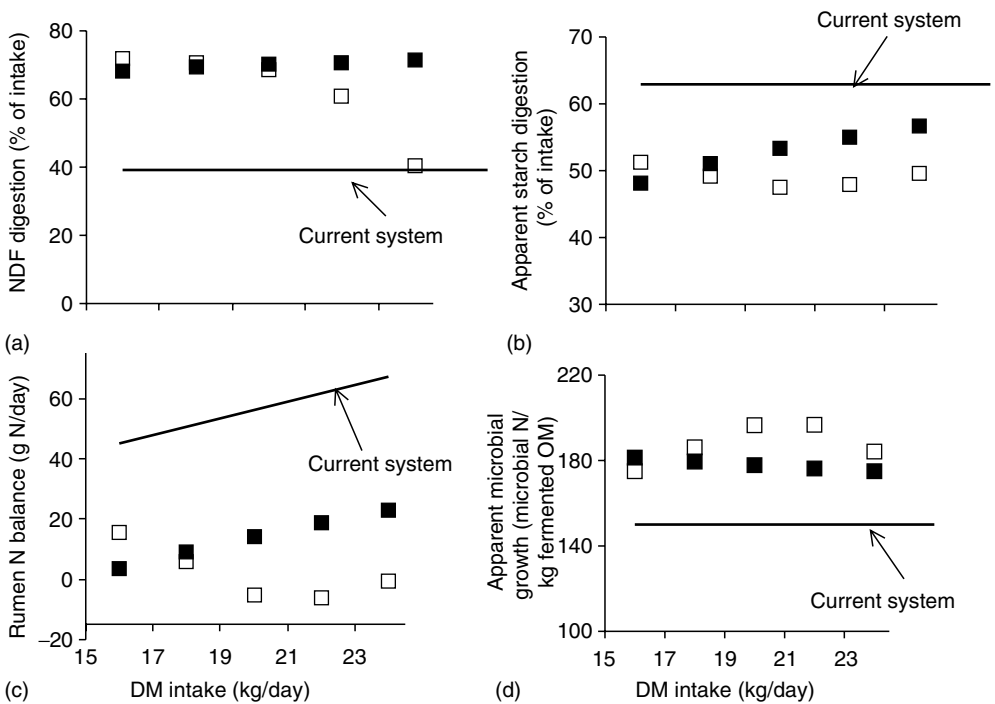 NDF digestion (% of intake)
80
60
40
20
0
Current system
(a)
Apparent starch digestion
(% of intake)
70
60
50
40
30
Current system
(b)
Rumen N balance (g N/day)
60
40
20
0
–20
15 17 19 21 23
Current system
DM intake (kg/day)
(c)
Apparent microbial
growth (microbial N/
kg fermented OM)
220
180
140
100
15 17 19 21 23
Current system
DM intake (kg/day)
(d)